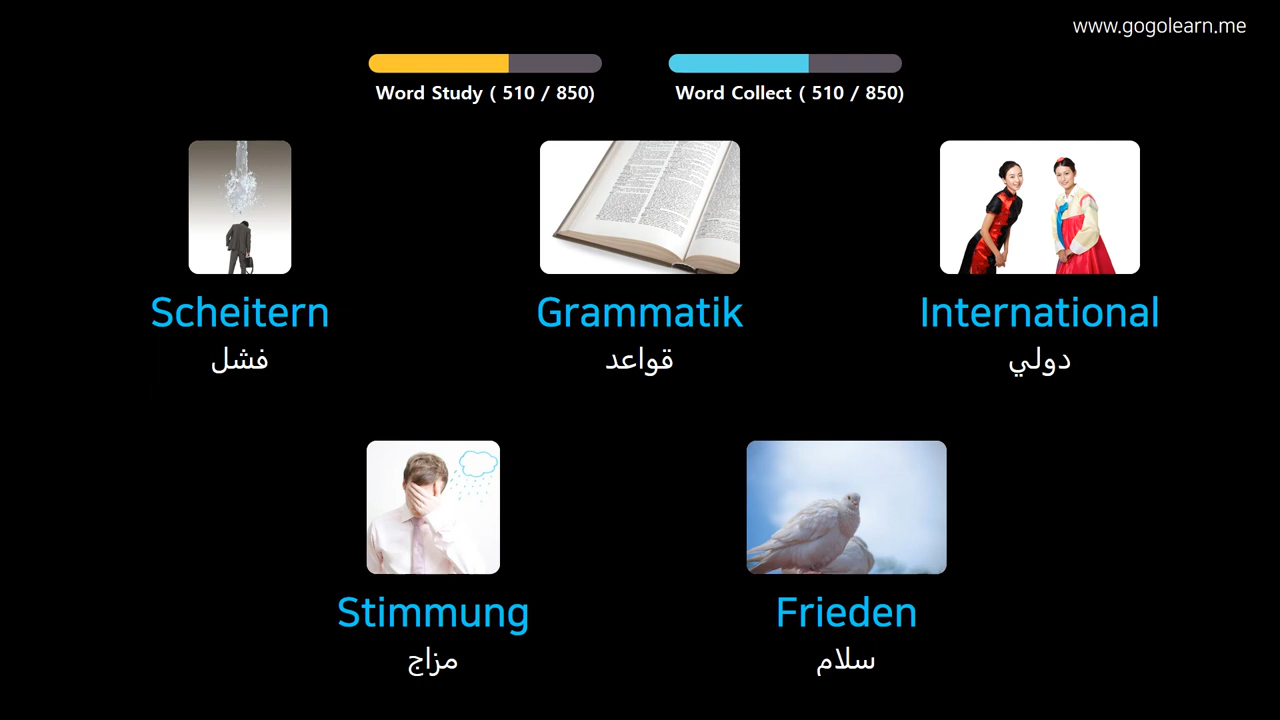 www.gogolearn.me
Word Study ( 510 / 850)
Word Collect ( 510 / 850)
Scheitern
فشل
Grammatik
قواعد
International
دولي
Stimmung
مزاج
Frieden
سلام